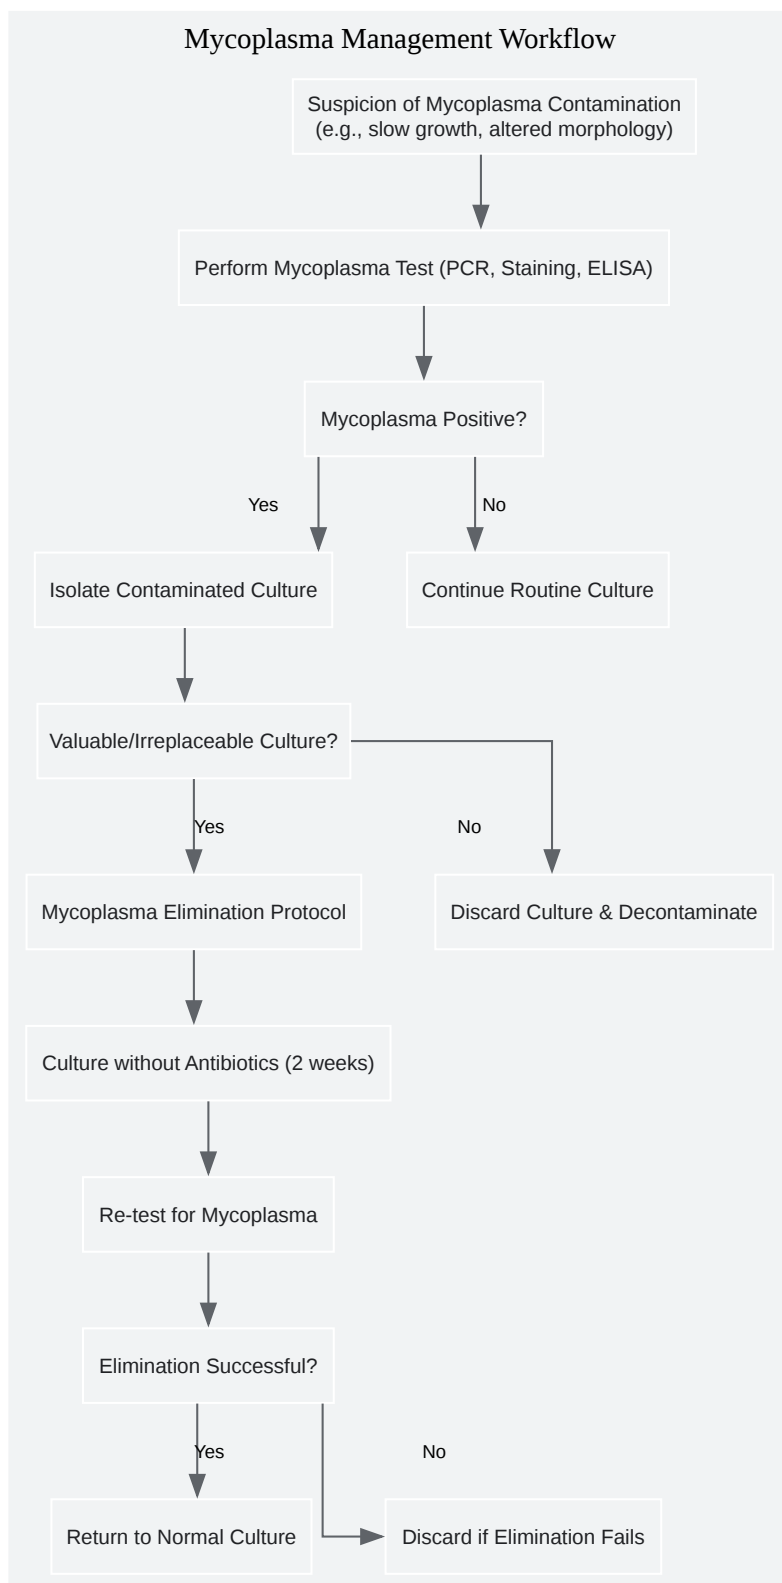 Mycoplasma Management Workflow
Suspicion of Mycoplasma Contamination
(e.g., slow growth, altered morphology)
Perform Mycoplasma Test (PCR, Staining, ELISA)
Mycoplasma Positive?
Yes
No
Isolate Contaminated Culture
Continue Routine Culture
Valuable/Irreplaceable Culture?
Yes
No
Mycoplasma Elimination Protocol
Discard Culture & Decontaminate
Culture without Antibiotics (2 weeks)
Re-test for Mycoplasma
Elimination Successful?
Yes
No
Return to Normal Culture
Discard if Elimination Fails